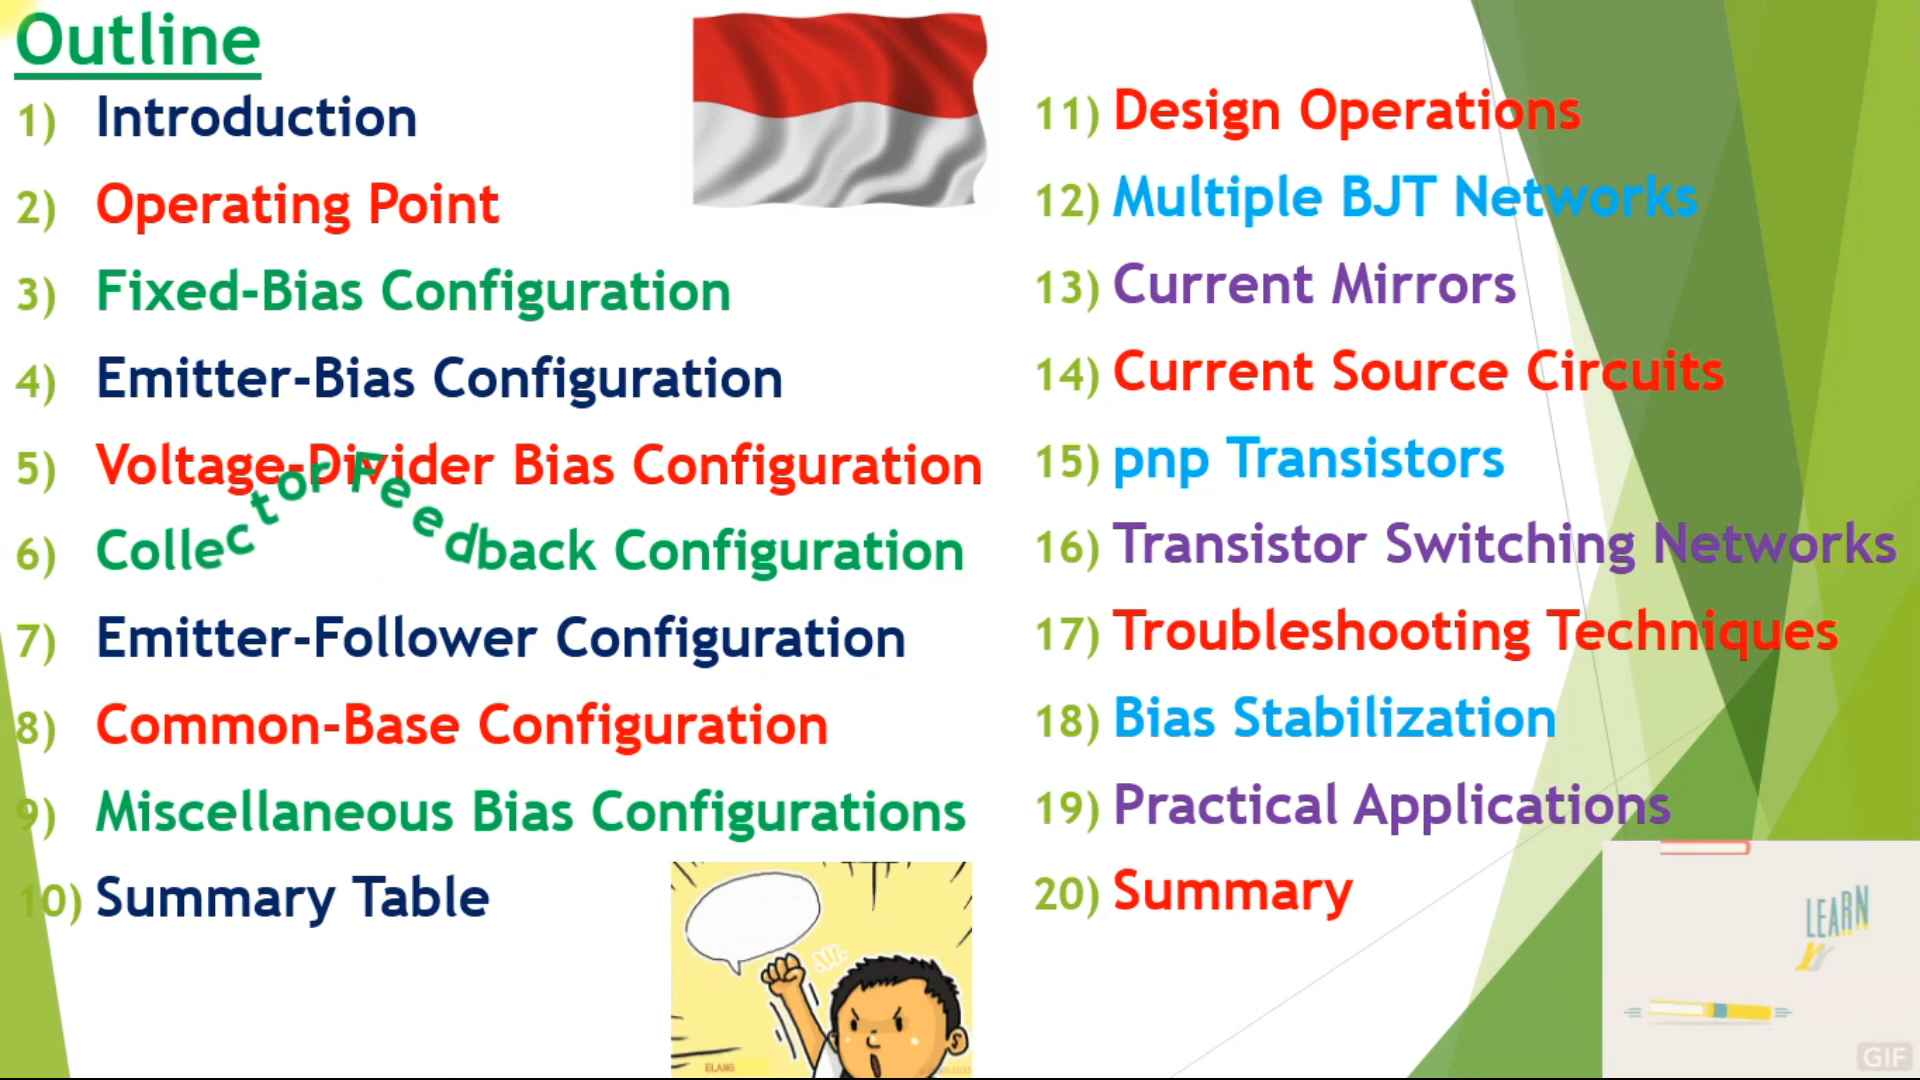 Outline
1) Introduction
2) Operating Point
3) Fixed-Bias Configuration
4) Emitter-Bias Configuration
5) Voltage-Divider Bias Configuration
6) Collector Feedback Configuration
7) Emitter-Follower Configuration
8) Common-Base Configuration
9) Miscellaneous Bias Configurations
10) Summary Table
11) Design Operations
12) Multiple BJT Networks
13) Current Mirrors
14) Current Source Circuits
15) pnp Transistors
16) Transistor Switching Networks
17) Troubleshooting Techniques
18) Bias Stabilization
19) Practical Applications
20) Summary
ELANG
LEARN
GIF